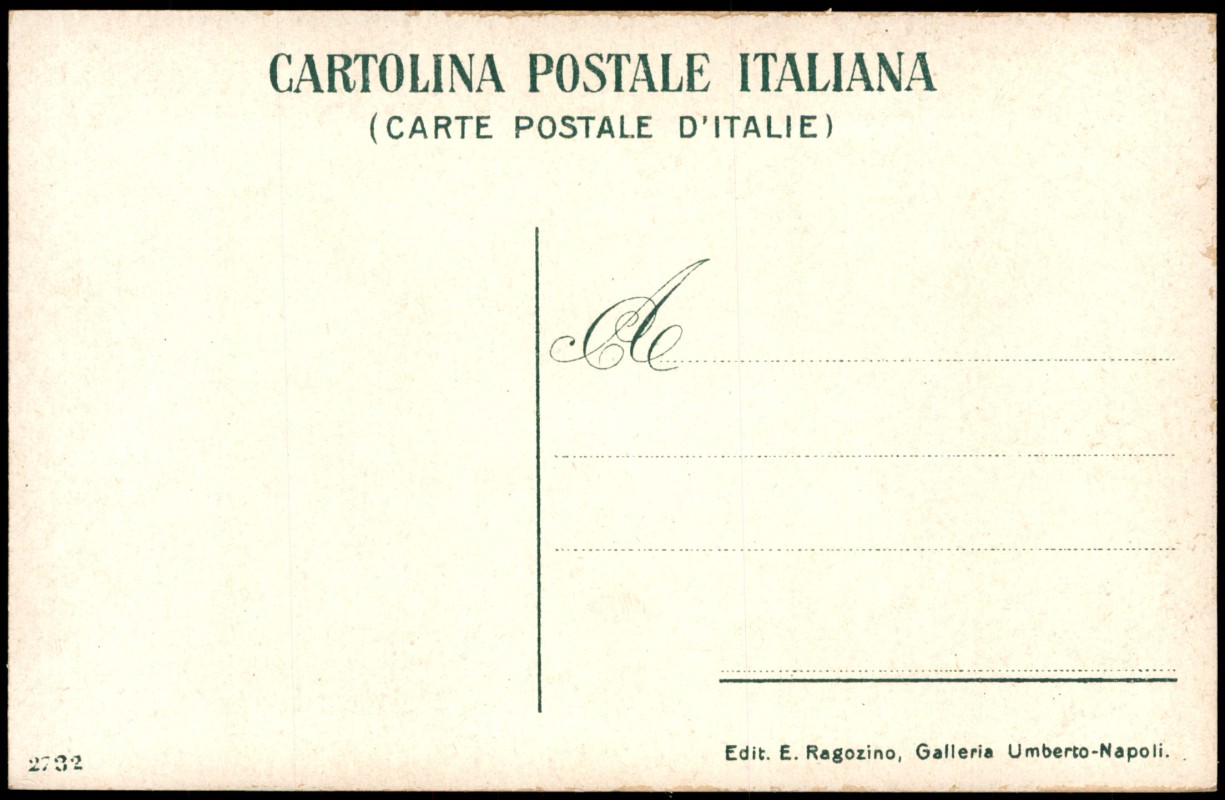 CARTOLINA POSTALE ITALIANA
(CARTE POSTALE D'ITALIE)
A
Edit. E. Ragozino, Galleria Umberto-Napoli.
2732